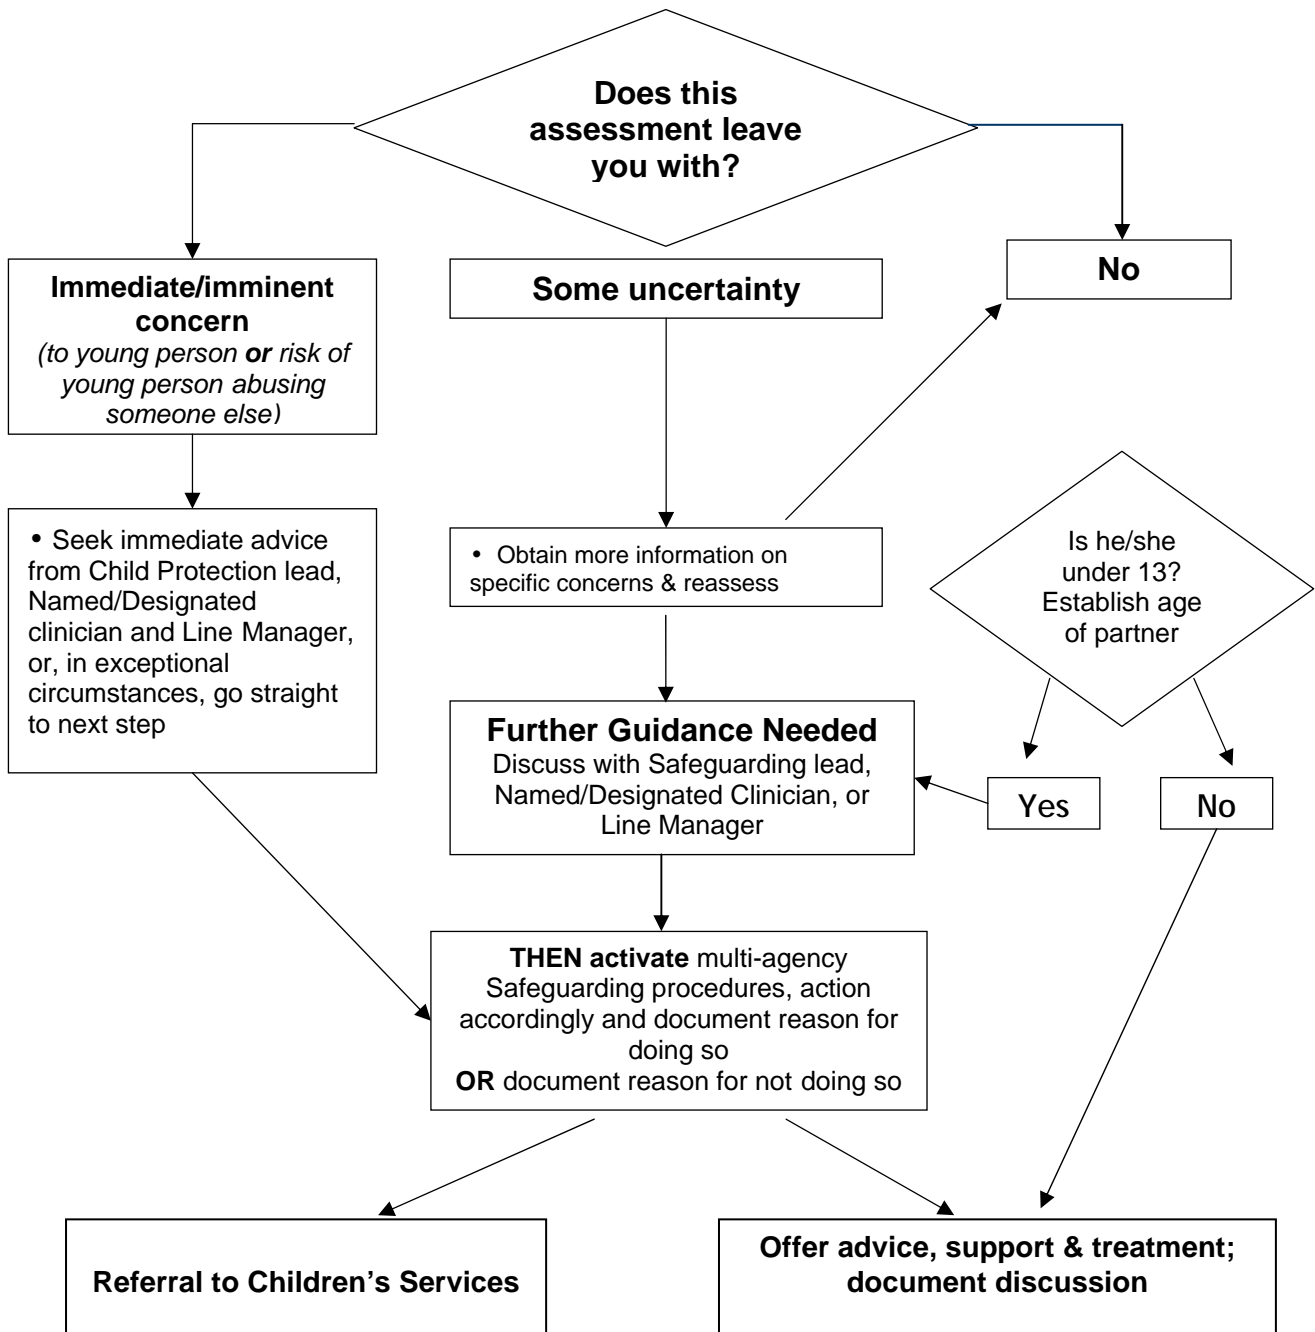 Does this
assessment leave
you with?
Immediate/imminent
concern
(to young person or risk of
young person abusing
someone else)
Some uncertainty
No
• Seek immediate advice
from Child Protection lead,
Named/Designated
clinician and Line Manager,
or, in exceptional
circumstances, go straight
to next step
• Obtain more information on
specific concerns & reassess
Is he/she
under 13?
Establish age
of partner
Further Guidance Needed
Discuss with Safeguarding lead,
Named/Designated Clinician, or
Line Manager
Yes
No
THEN activate multi-agency
Safeguarding procedures, action
accordingly and document reason for
doing so
OR document reason for not doing so
Referral to Children’s Services
Offer advice, support & treatment;
document discussion